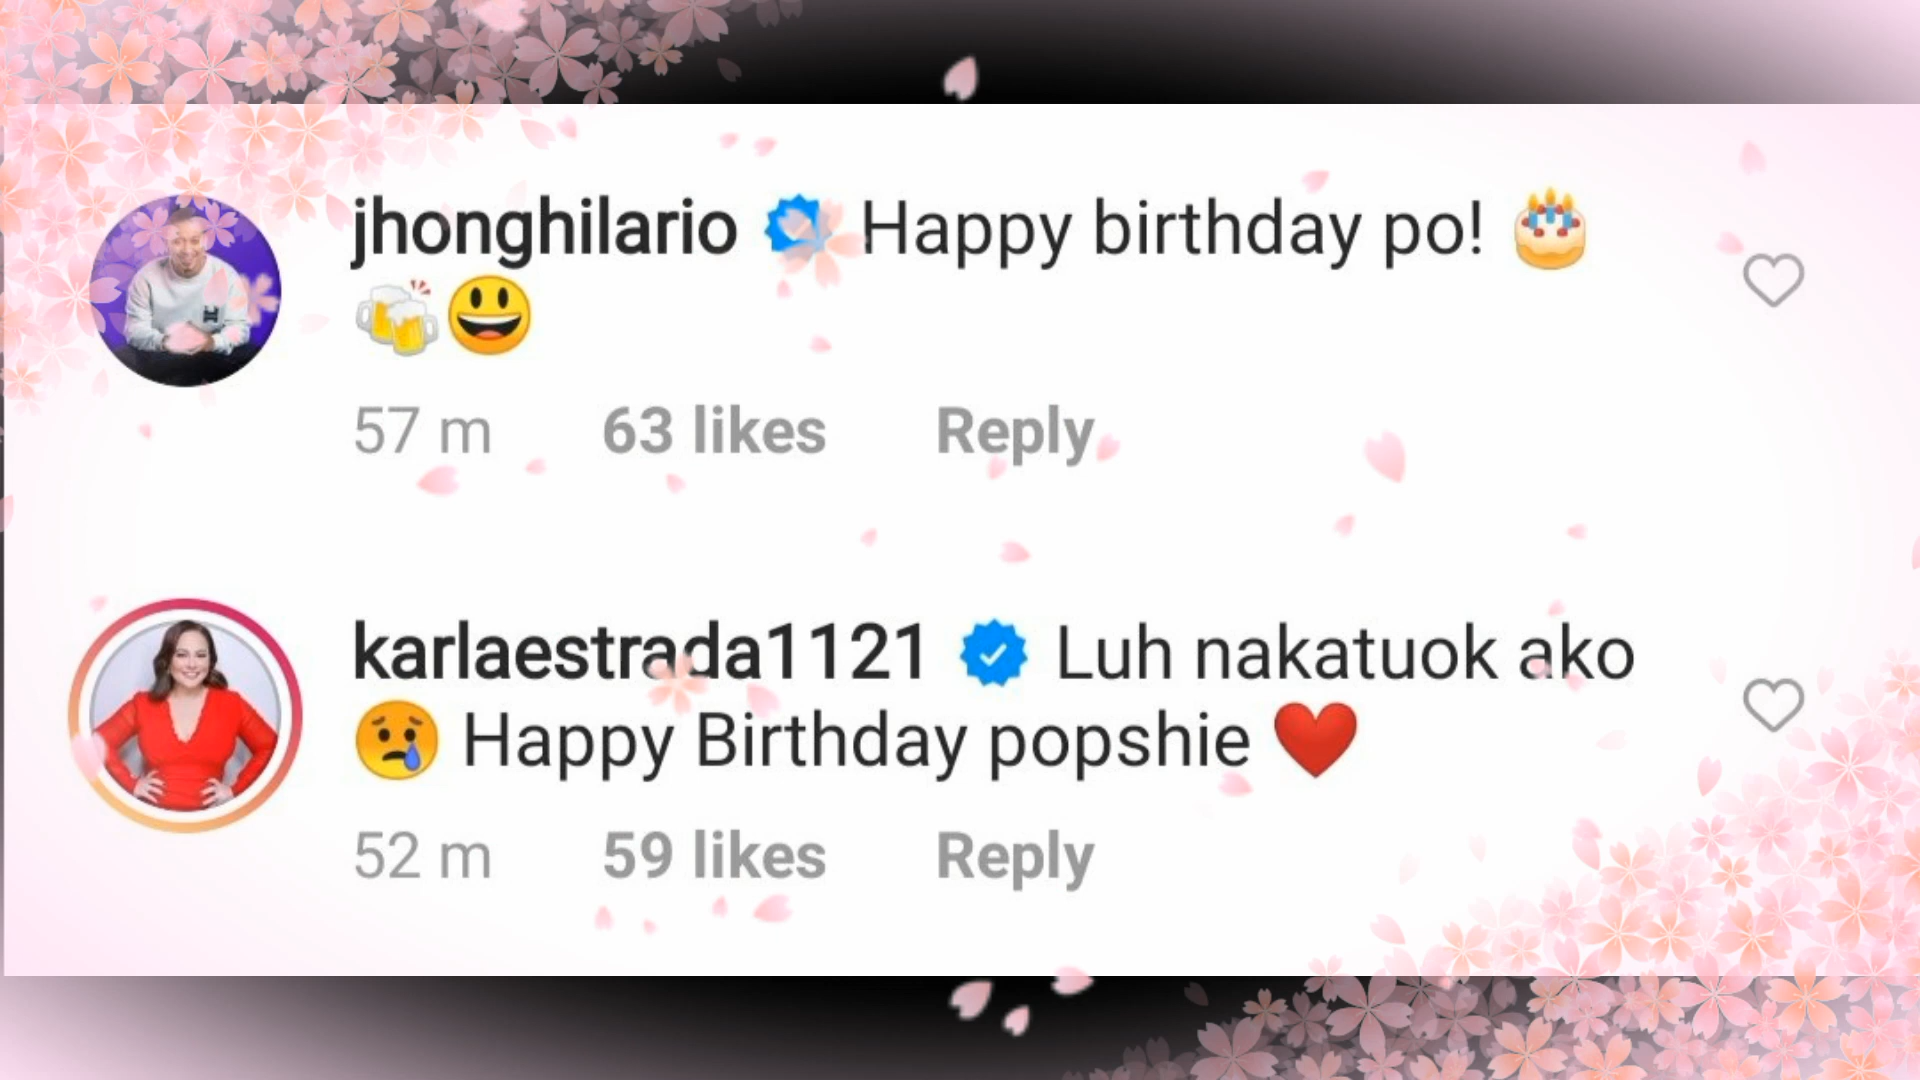 jhonghilario Happy birthday po! 🎂
🍻😃
57 m 63 likes Reply
karlaestrada1121 Luh nakatuok ako
😢 Happy Birthday popshie ❤️
52 m 59 likes Reply